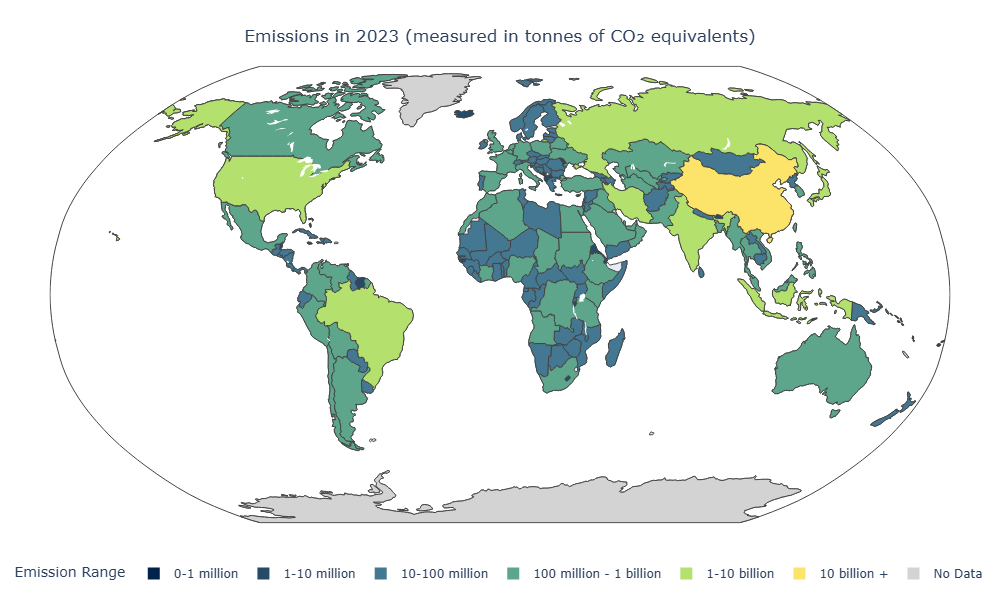 Emissions in 2023 (measured in tonnes of CO₂ equivalents)
Emission Range 0-1 million 1-10 million 10-100 million 100 million - 1 billion 1-10 billion 10 billion + No Data